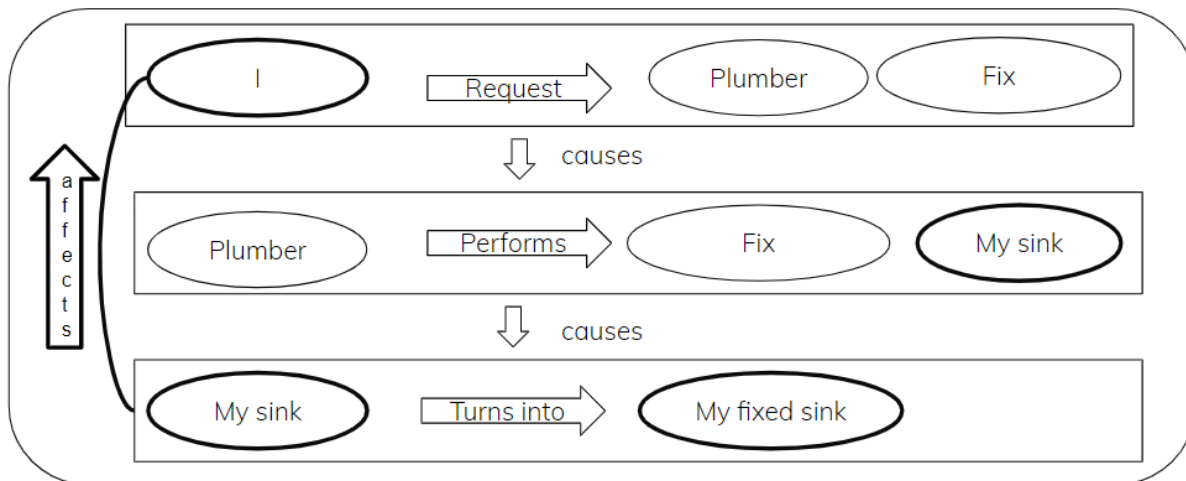 I Request Plumber Fix
causes
Plumber Performs Fix My sink
causes
My sink Turns into My fixed sink
affects